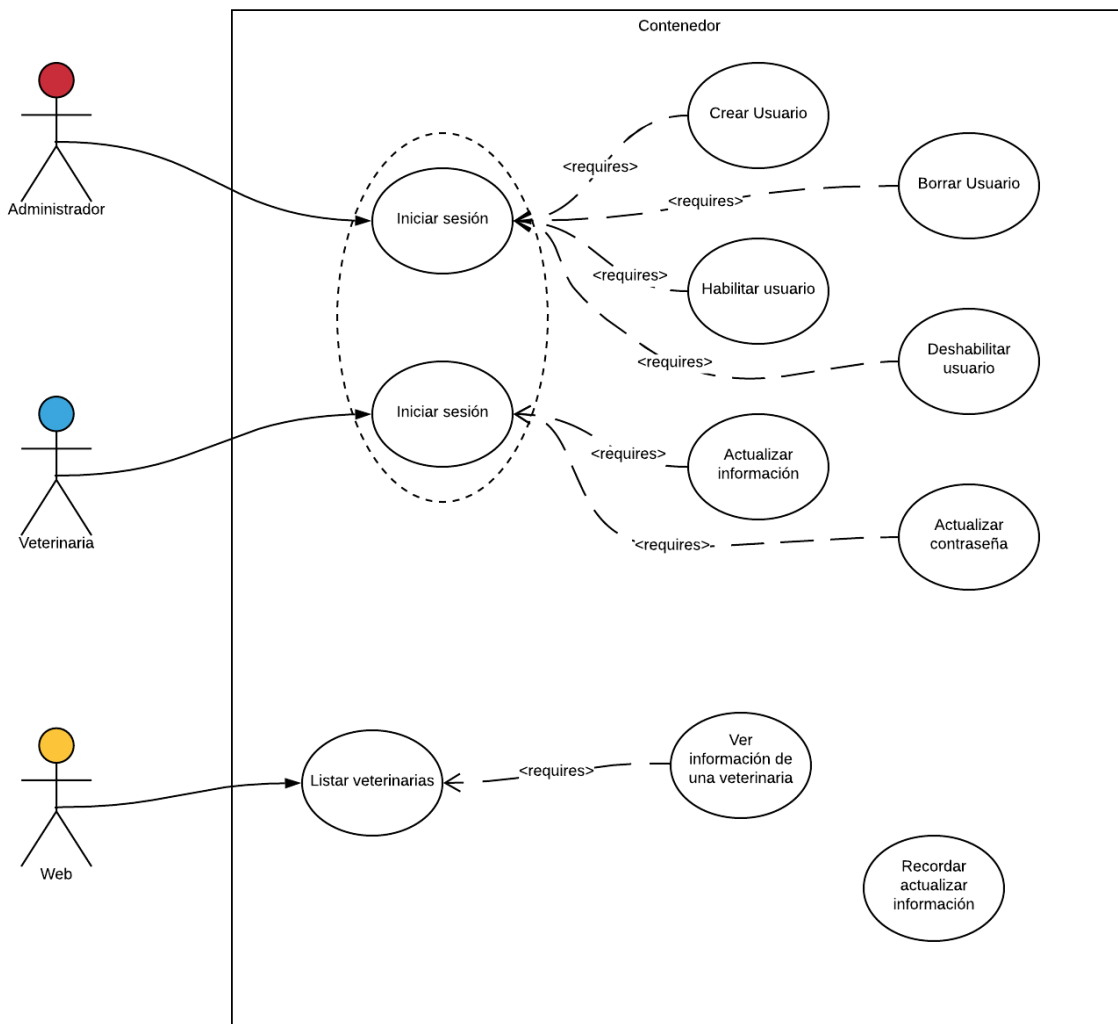 Contenedor
Crear Usuario
<requires>
Administrador
Iniciar sesión
Borrar Usuario
<requires>
<requires>
Habilitar usuario
Deshabilitar
usuario
<requires>
Iniciar sesión
Actualizar
información
<requires>
Veterinaria
Actualizar
contraseña
<requires>
Ver
información de
una veterinaria
<requires>
Listar veterinarias
Web
Recordar
actualizar
información